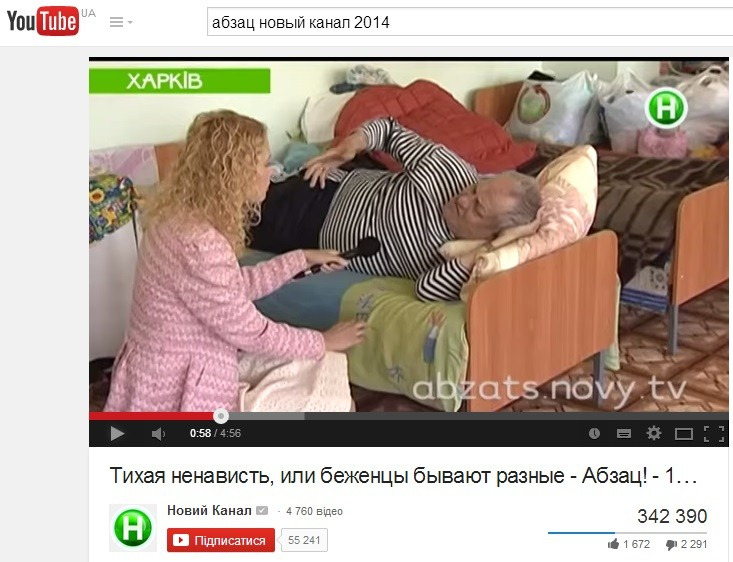 YouTube UA
абзац новый канал 2014
ХАРКІВ
Н
abzats.novy.tv
0:58 / 4:56
Тихая ненависть, или беженцы бывают разные - Абзац! - 1…
Н
Новий Канал · 4 760 відео
Підписатися 55 241
342 390
1 672 2 291